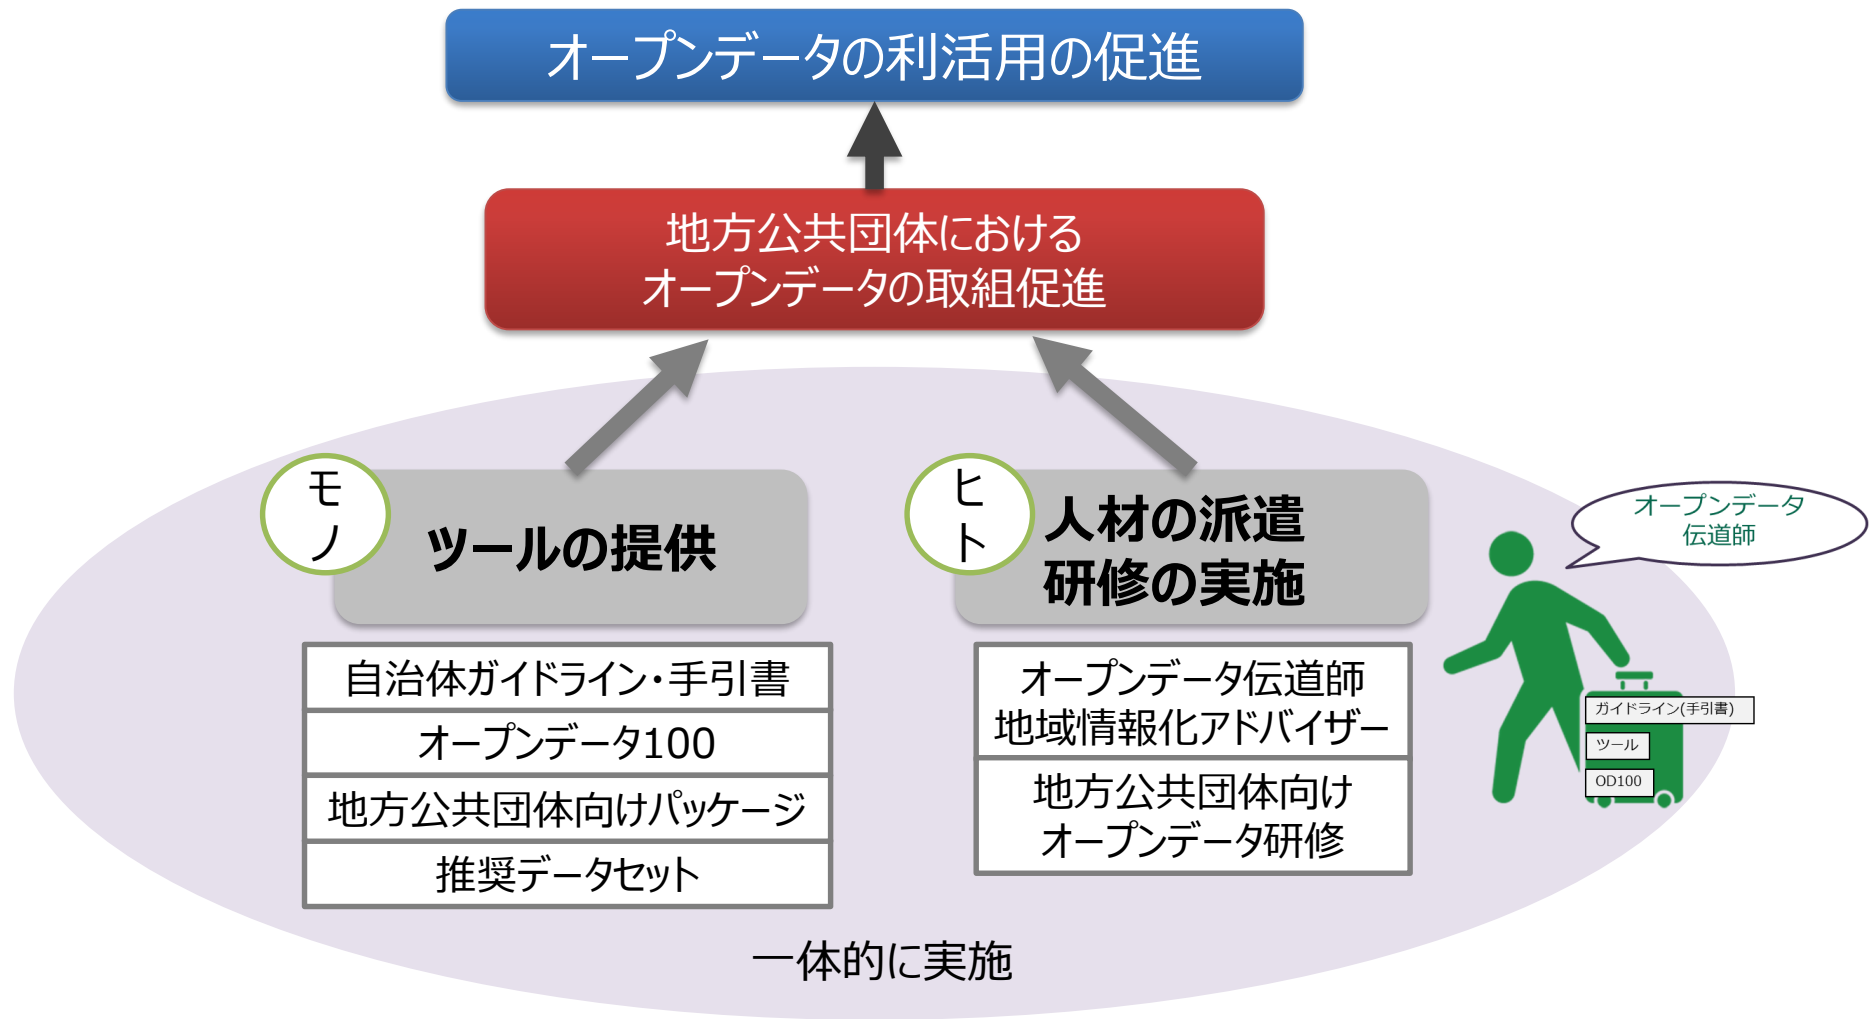 オープンデータの利活用の促進
地方公共団体における
オープンデータの取組促進
モノ
ツールの提供
ヒト
人材の派遣
研修の実施
オープンデータ
伝道師
自治体ガイドライン・手引書
オープンデータ100
地方公共団体向けパッケージ
推奨データセット
オープンデータ伝道師
地域情報化アドバイザー
地方公共団体向け
オープンデータ研修
ガイドライン(手引書)
ツール
OD100
一体的に実施